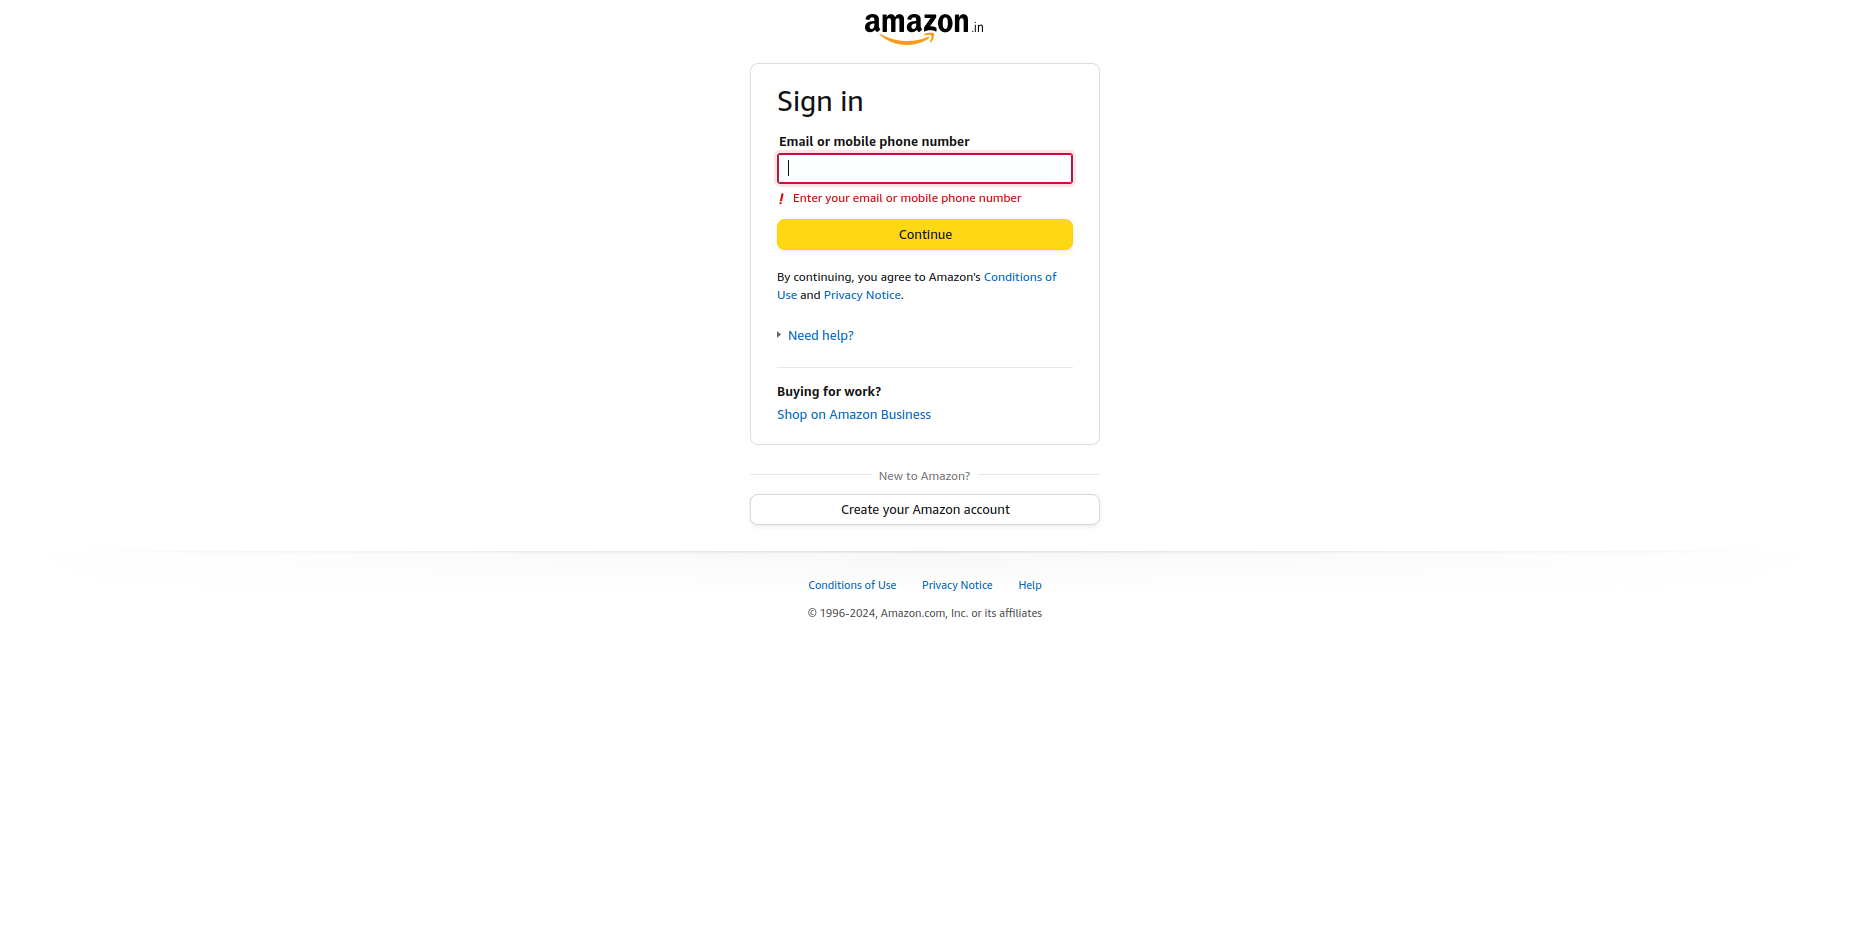 amazon.in
Sign in
Email or mobile phone number
! Enter your email or mobile phone number
Continue
By continuing, you agree to Amazon's Conditions of
Use and Privacy Notice.
Need help?
Buying for work?
Shop on Amazon Business
New to Amazon?
Create your Amazon account
Conditions of Use Privacy Notice Help
© 1996-2024, Amazon.com, Inc. or its affiliates